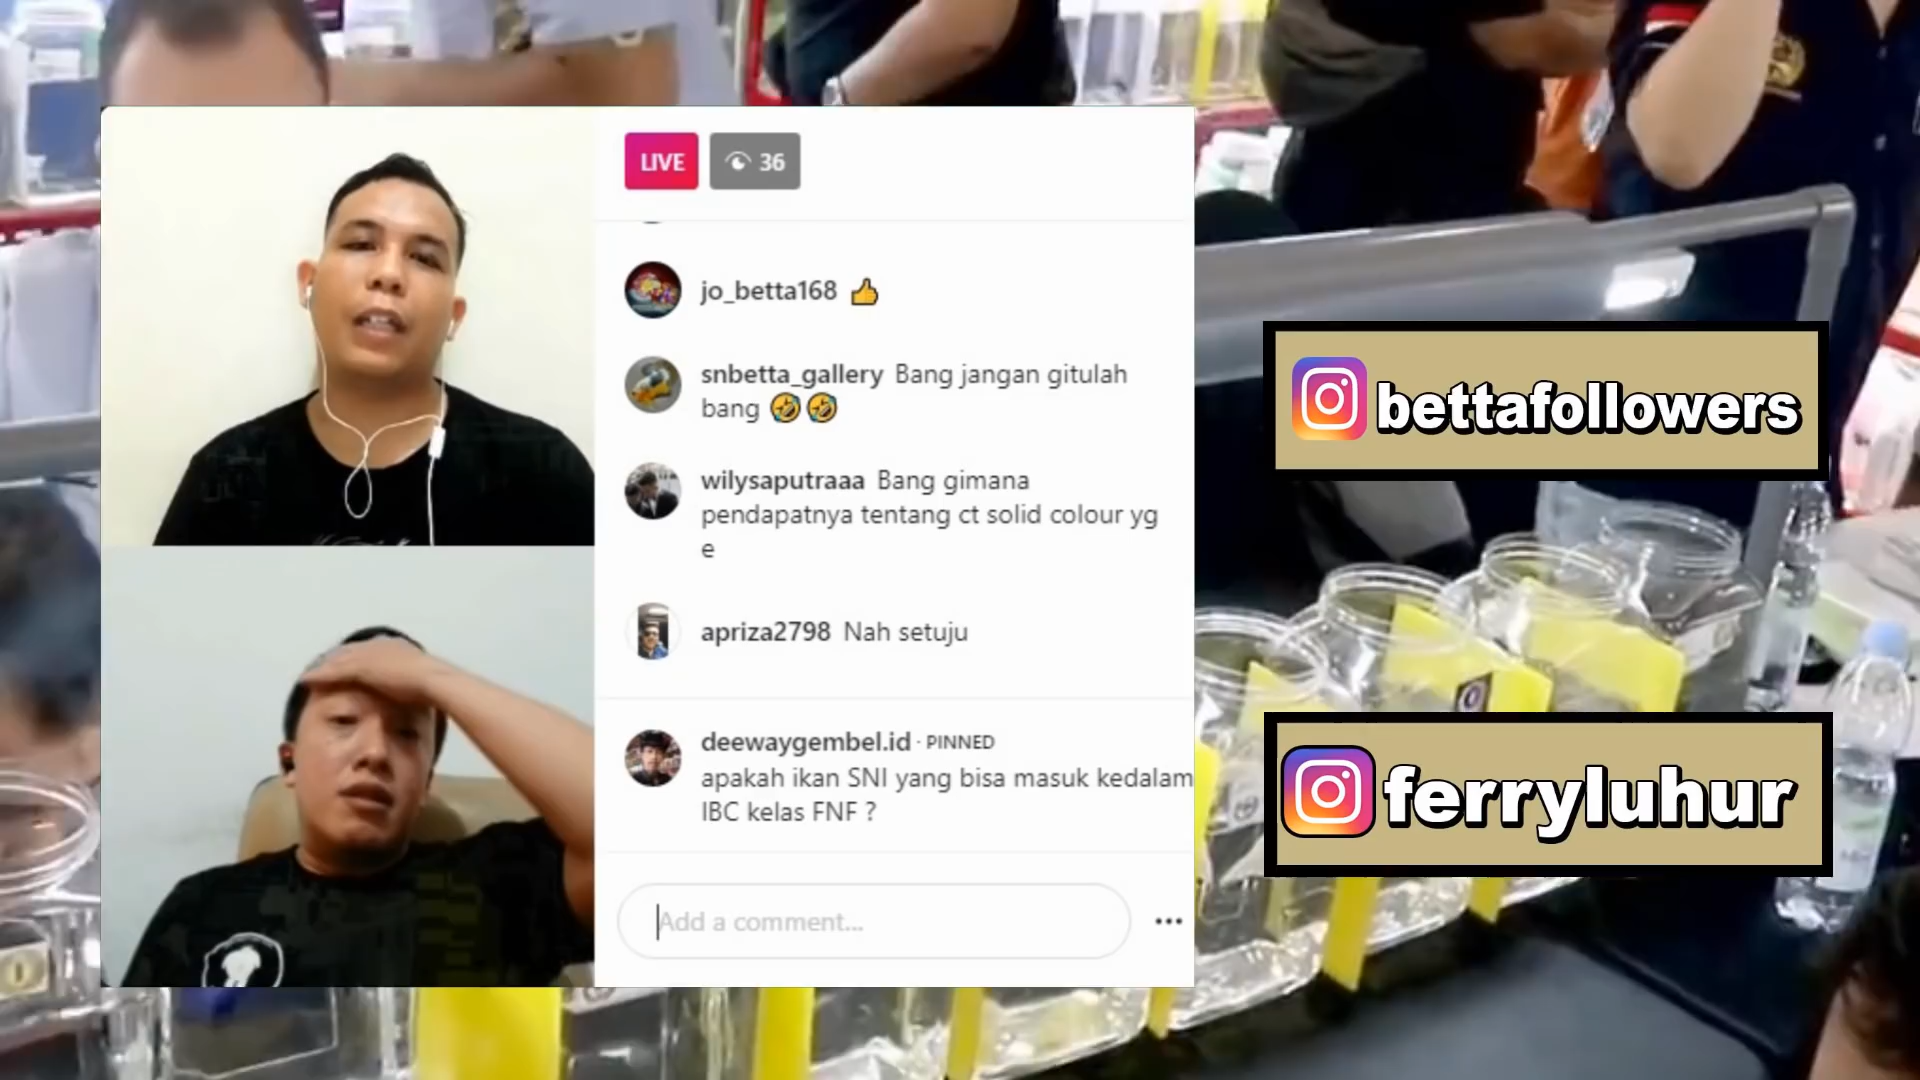 LIVE
36
jo_betta168 👍
snbetta_gallery Bang jangan gitulah
bang 🤣🤣
wilysaputraaa Bang gimana
pendapatnya tentang ct solid colour yg
e
apriza2798 Nah setuju
deewaygembel.id · PINNED
apakah ikan SNI yang bisa masuk kedalam
IBC kelas FNF ?
Add a comment...
bettafollowers
ferryluhur